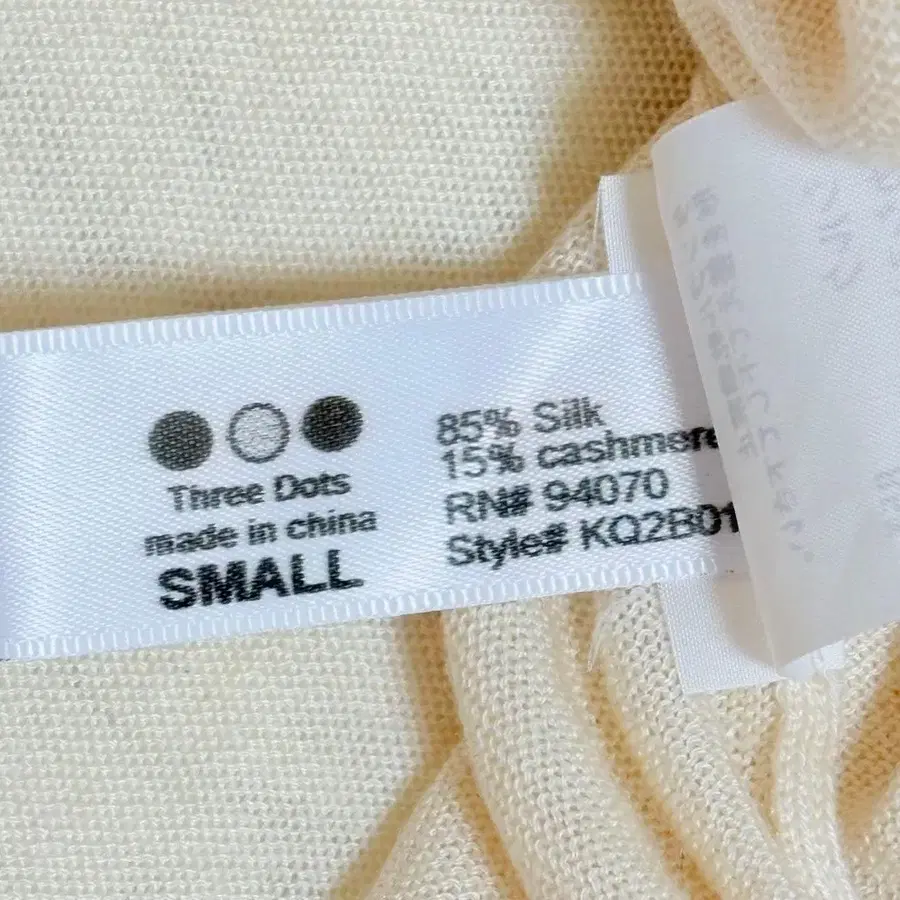 Three Dots
made in china
SMALL
85% Silk
15% cashmere
RN# 94070
Style# KQ2B01